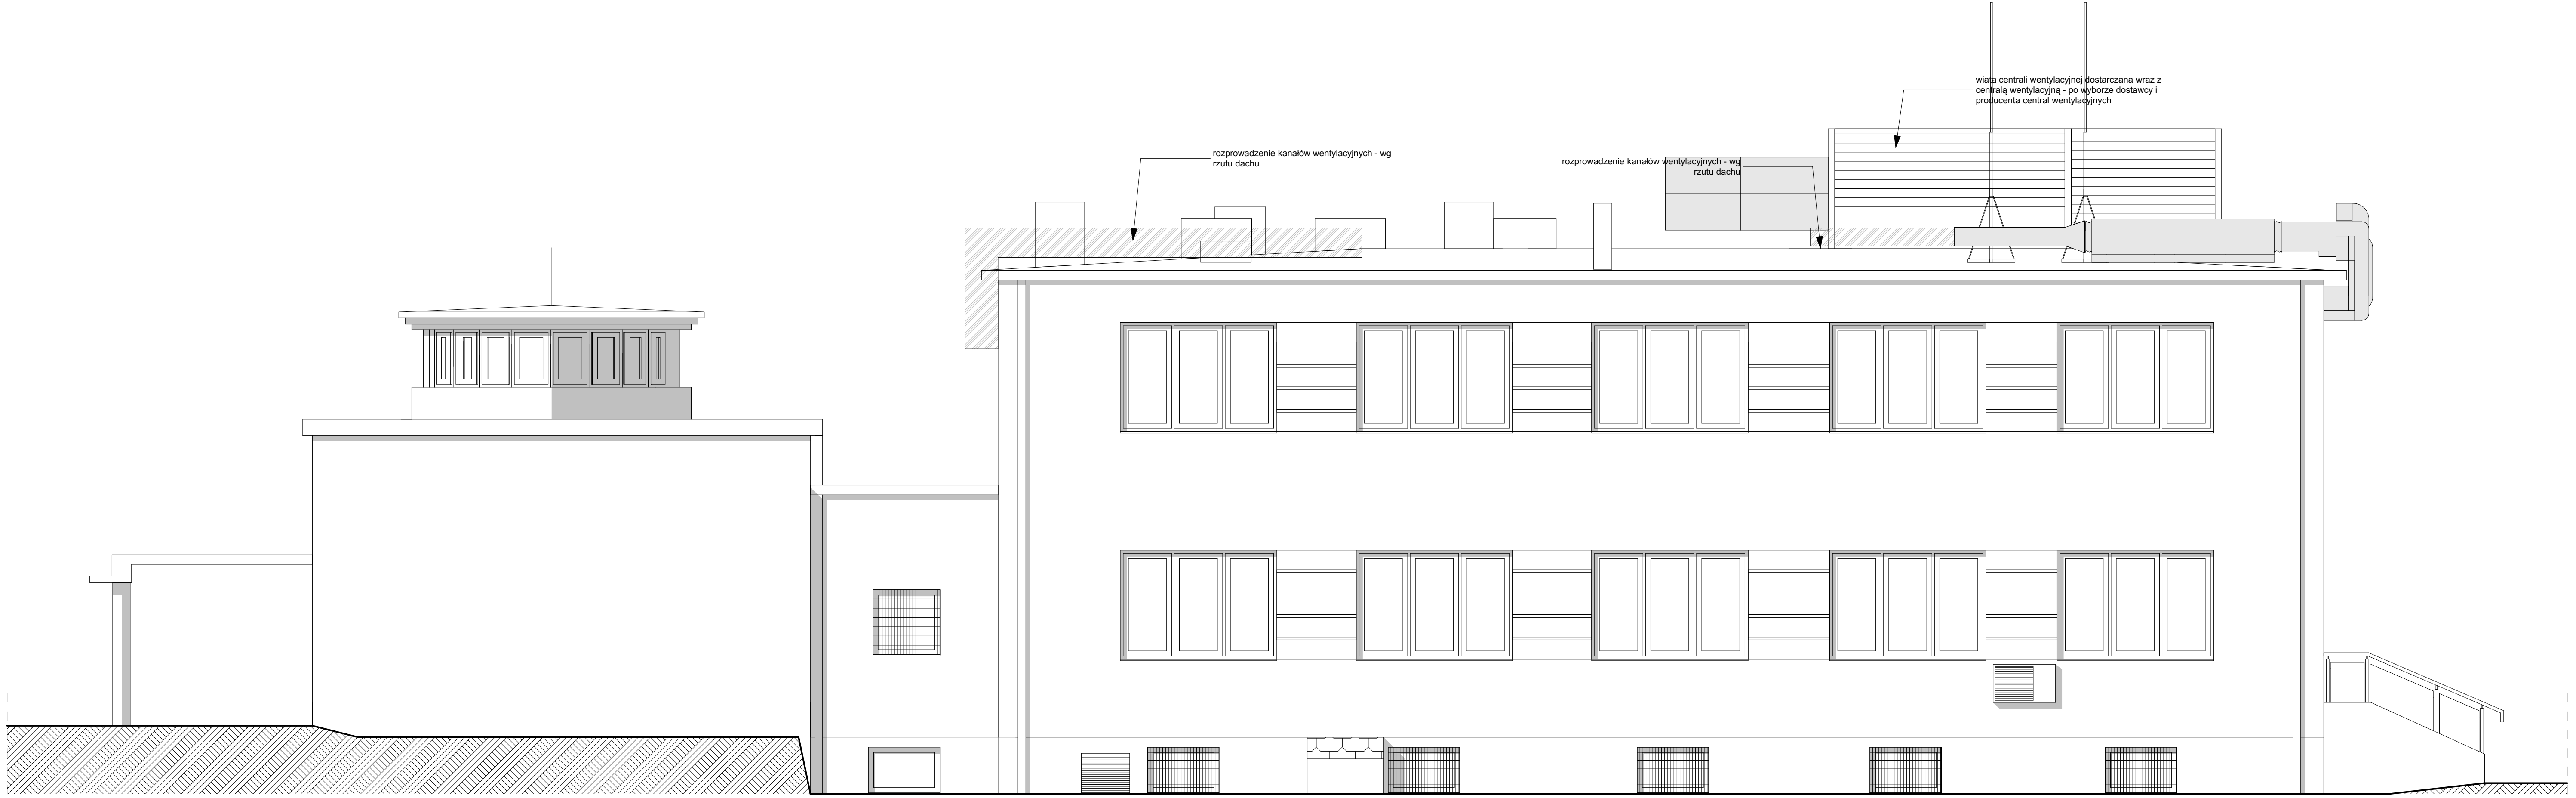 wiata centrali wentylacyjnej dostarczana wraz z
centralą wentylacyjną - po wyborze dostawcy i
producenta central wentylacyjnych
rozprowadzenie kanałów wentylacyjnych - wg
rzutu dachu
rozprowadzenie kanałów wentylacyjnych - wg
rzutu dachu